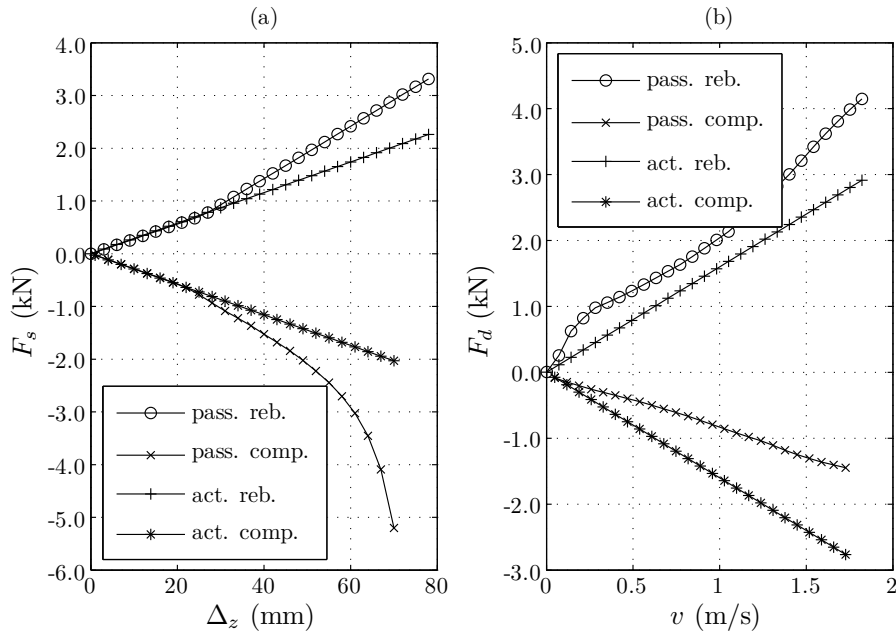 (a)
4.0
3.0
2.0
1.0
0.0
-1.0
-2.0
-3.0
-4.0
-5.0
-6.0
F_s (kN)
pass. reb.
pass. comp.
act. reb.
act. comp.
0
20
40
60
80
Δ_z (mm)
(b)
5.0
4.0
3.0
2.0
1.0
0.0
-1.0
-2.0
-3.0
F_d (kN)
pass. reb.
pass. comp.
act. reb.
act. comp.
0
0.5
1
1.5
2
v (m/s)